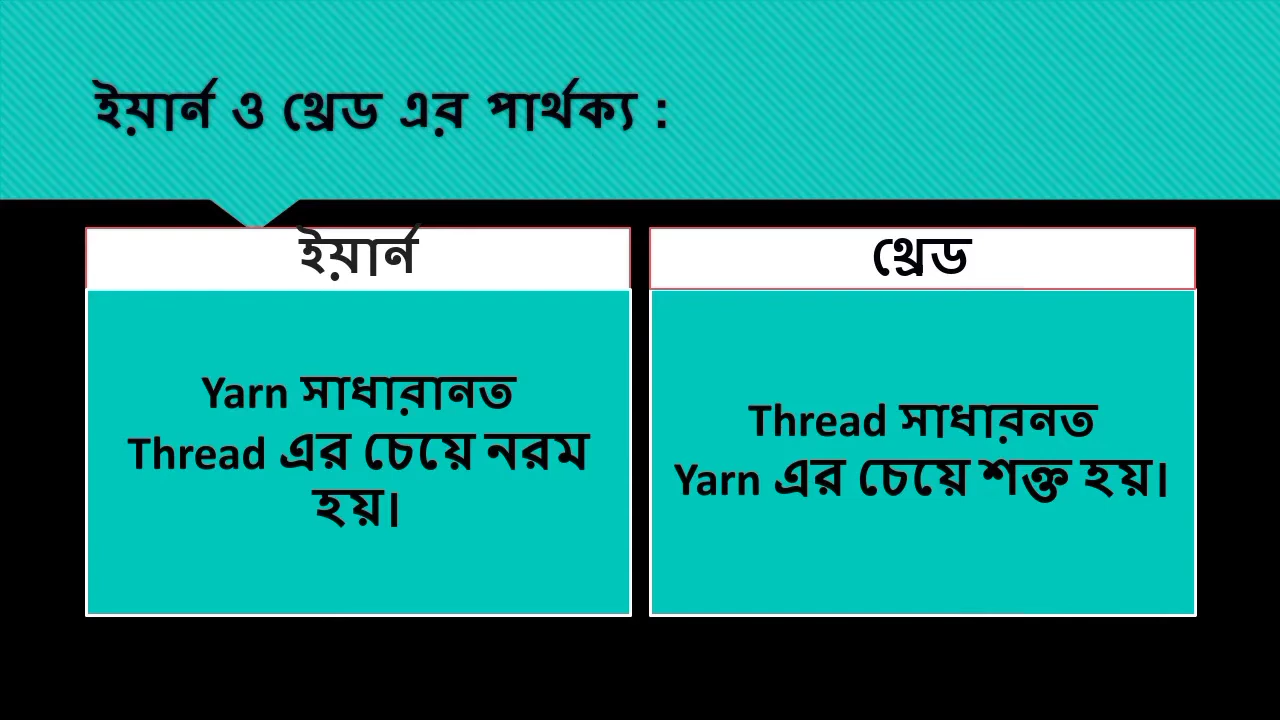 ইয়ার্ন ও থ্রেড এর পার্থক্য :
ইয়ার্ন
থ্রেড
Yarn সাধারানত
Thread এর চেয়ে নরম
হয়।
Thread সাধারনত
Yarn এর চেয়ে শক্ত হয়।